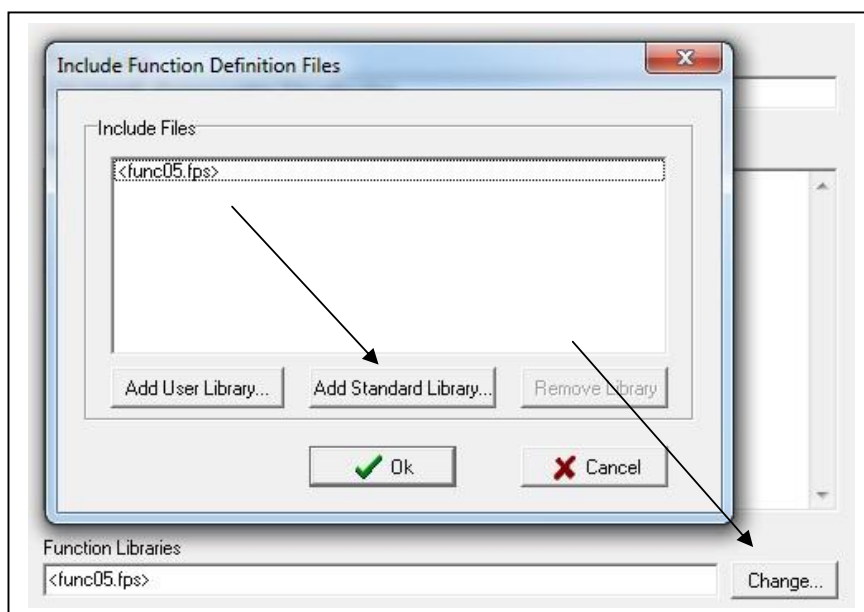 Include Function Definition Files
Include Files
<func05.fps>
Add User Library... Add Standard Library... Remove Library
Ok Cancel
Function Libraries
<func05.fps> Change...